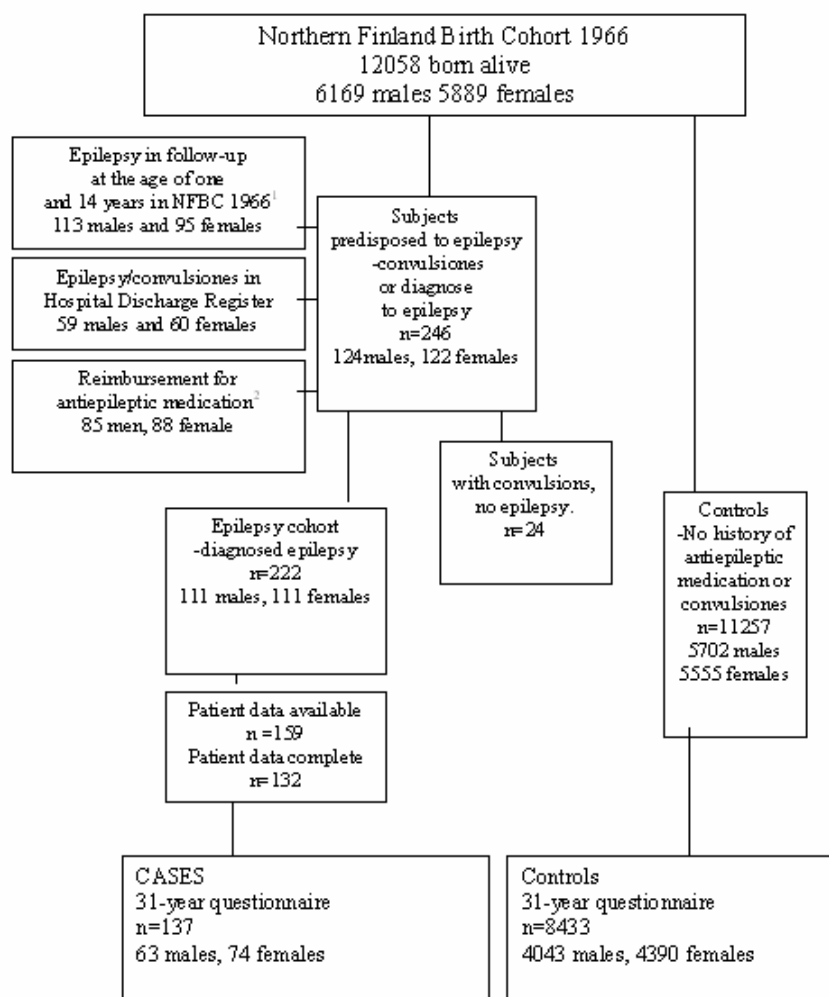 Northern Finland Birth Cohort 1966
12058 born alive
6169 males 5889 females
Epilepsy in follow-up
at the age of one
and 14 years in NFBC 1966¹
113 males and 95 females
Subjects
predisposed to epilepsy
-convulsiones
or diagnose
to epilepsy
n=246
124males, 122 females
Epilepsy/convulsiones in
Hospital Discharge Register
59 males and 60 females
Reimbursement for
antiepileptic medication²
85 men, 88 female
Subjects
with convulsions,
no epilepsy.
n=24
Controls
-No history of
antiepileptic
medication or
convulsiones
n=11257
5702 males
5555 females
Epilepsy cohort
-diagnosed epilepsy
n=222
111 males, 111 females
Patient data available
n =159
Patient data complete
n=132
CASES
31-year questionnaire
n=137
63 males, 74 females
Controls
31-year questionnaire
n=8433
4043 males, 4390 females